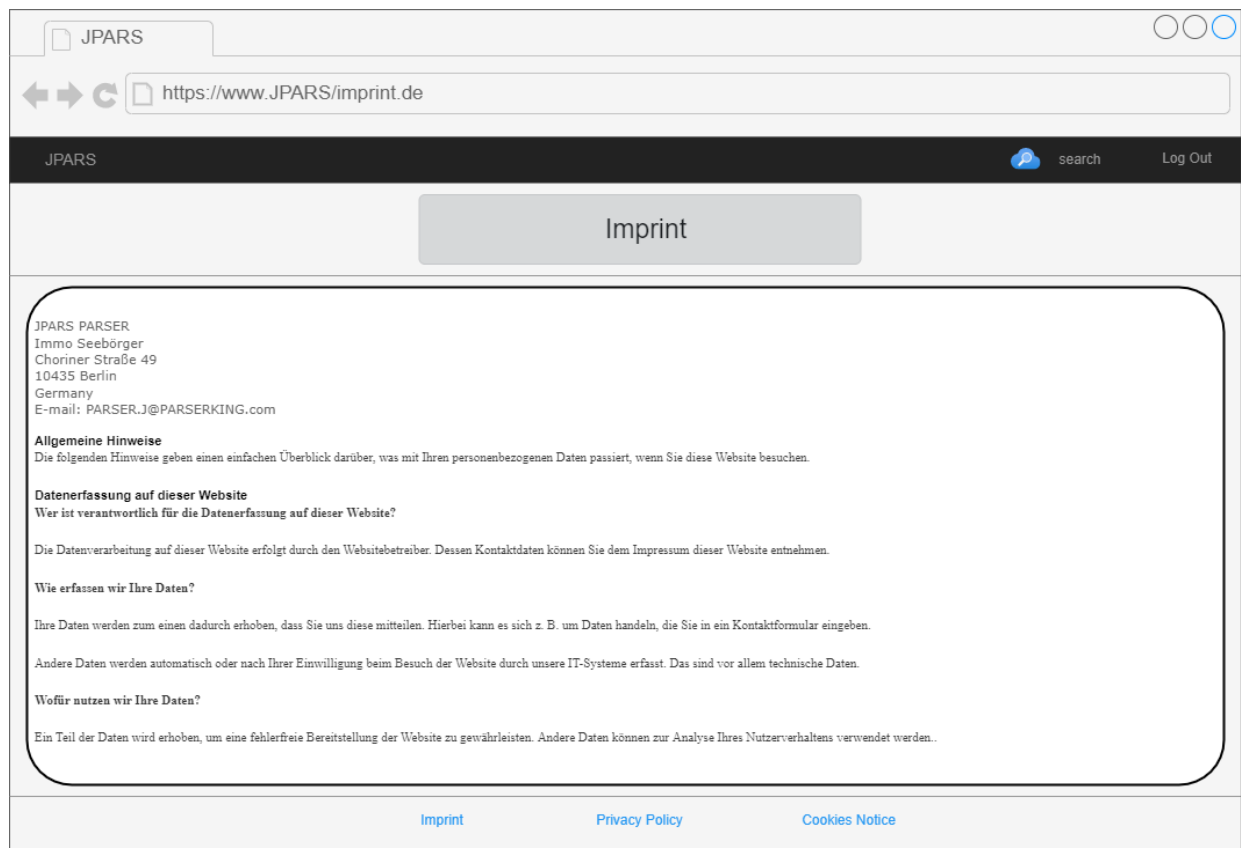 JPARS
https://www.JPARS/imprint.de
JPARS search Log Out
Imprint
JPARS PARSER
Immo Seebörger
Choriner Straße 49
10435 Berlin
Germany
E-mail: PARSER.J@PARSERKING.com
Allgemeine Hinweise
Die folgenden Hinweise geben einen einfachen Überblick darüber, was mit Ihren personenbezogenen Daten passiert, wenn Sie diese Website besuchen.
Datenerfassung auf dieser Website
Wer ist verantwortlich für die Datenerfassung auf dieser Website?
Die Datenverarbeitung auf dieser Website erfolgt durch den Websitebetreiber. Dessen Kontaktdaten können Sie dem Impressum dieser Website entnehmen.
Wie erfassen wir Ihre Daten?
Ihre Daten werden zum einen dadurch erhoben, dass Sie uns diese mitteilen. Hierbei kann es sich z. B. um Daten handeln, die Sie in ein Kontaktformular eingeben.
Andere Daten werden automatisch oder nach Ihrer Einwilligung beim Besuch der Website durch unsere IT-Systeme erfasst. Das sind vor allem technische Daten.
Wofür nutzen wir Ihre Daten?
Ein Teil der Daten wird erhoben, um eine fehlerfreie Bereitstellung der Website zu gewährleisten. Andere Daten können zur Analyse Ihres Nutzerverhaltens verwendet werden..
Imprint Privacy Policy Cookies Notice